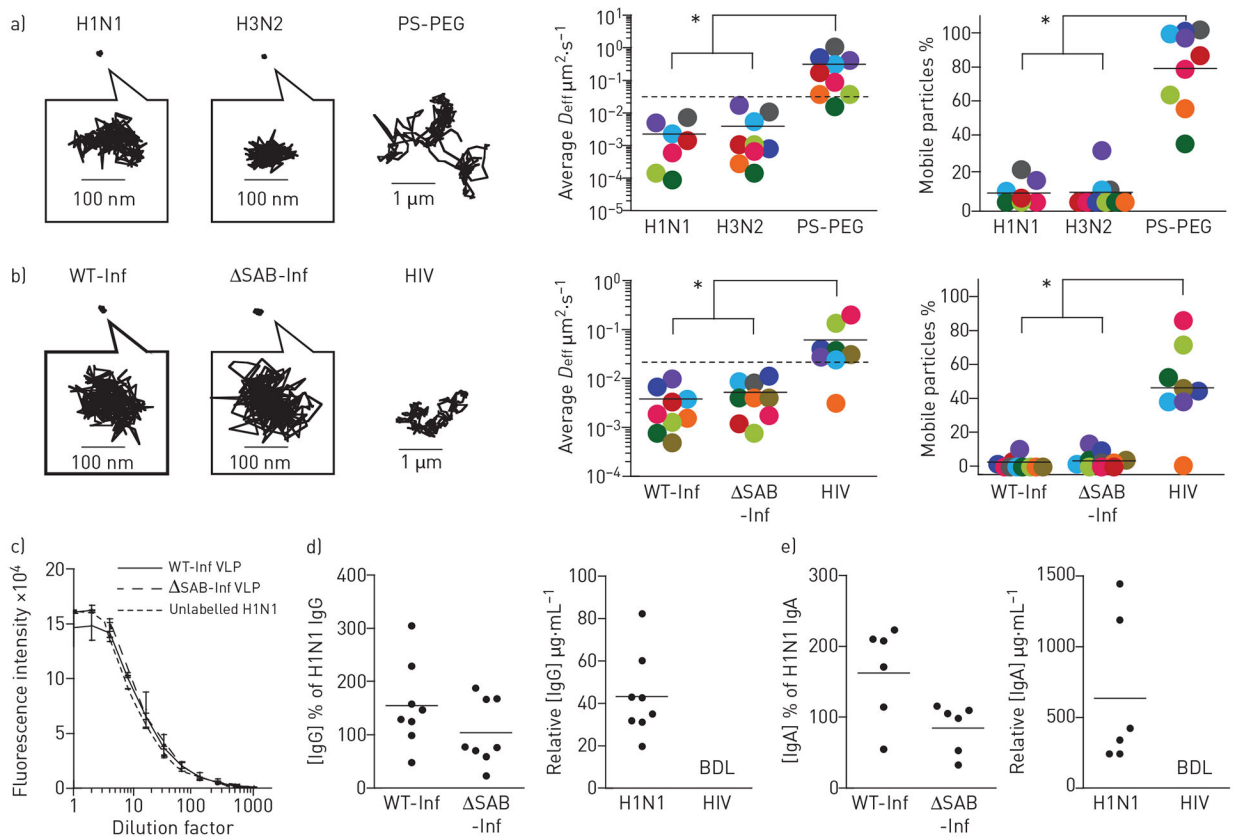 a)
H1N1
H3N2
PS-PEG
100 nm
100 nm
1 µm
Average Deff µm²·s⁻¹
10¹
10⁰
10⁻¹
10⁻²
10⁻³
10⁻⁴
10⁻⁵
*
H1N1
H3N2
PS-PEG
Mobile particles %
100
80
60
40
20
0
*
H1N1
H3N2
PS-PEG
b)
WT-Inf
ΔSAB-Inf
HIV
100 nm
100 nm
1 µm
Average Deff µm²·s⁻¹
10⁰
10⁻¹
10⁻²
10⁻³
10⁻⁴
*
WT-Inf
ΔSAB
-Inf
HIV
Mobile particles %
100
80
60
40
20
0
*
WT-Inf
ΔSAB
-Inf
HIV
c)
Fluorescence intensity ×10⁴
20
15
10
5
0
WT-Inf VLP
ΔSAB-Inf VLP
Unlabelled H1N1
1
10
100
1000
Dilution factor
d)
[IgG] % of H1N1 IgG
400
300
200
100
0
WT-Inf
ΔSAB
-Inf
Relative [IgG] µg·mL⁻¹
100
80
60
40
20
0
BDL
H1N1
HIV
e)
[IgA] % of H1N1 IgA
300
200
100
0
WT-Inf
ΔSAB
-Inf
Relative [IgA] µg·mL⁻¹
1500
1000
500
0
BDL
H1N1
HIV